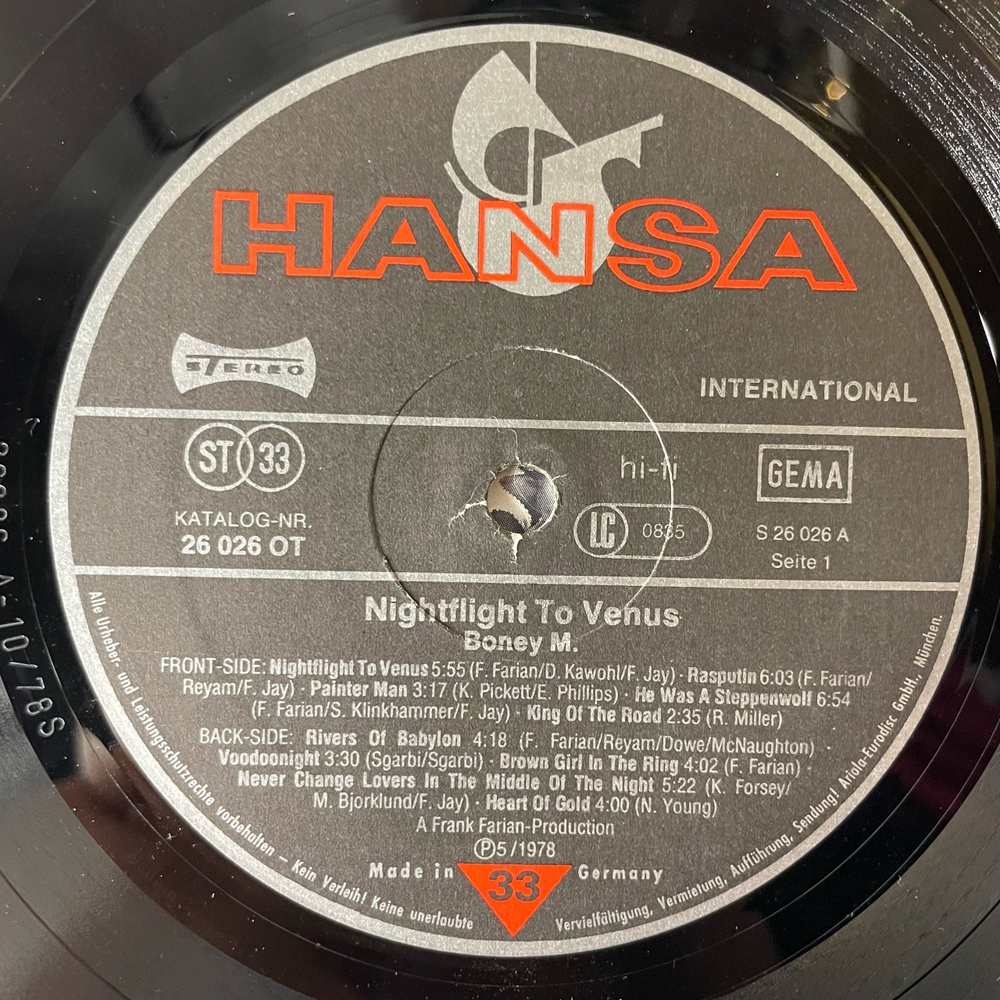 HANSA
STEREO
INTERNATIONAL
ST 33
hi-fi
GEMA
KATALOG-NR.
26 026 OT
LC 0835
S 26 026 A
Seite 1
Nightflight To Venus
Boney M.
FRONT-SIDE: Nightflight To Venus 5:55 (F. Farian/D. Kawohl/F. Jay) · Rasputin 6:03 (F. Farian/
Reyam/F. Jay) · Painter Man 3:17 (K. Pickett/E. Phillips) · He Was A Steppenwolf 6:54
(F. Farian/S. Klinkhammer/F. Jay) · King Of The Road 2:35 (R. Miller)
BACK-SIDE: Rivers Of Babylon 4:18 (F. Farian/Reyam/Dowe/McNaughton) ·
Voodoonight 3:30 (Sgarbi/Sgarbi) · Brown Girl In The Ring 4:02 (F. Farian) ·
Never Change Lovers In The Middle Of The Night 5:22 (K. Forsey/
M. Bjorklund/F. Jay) · Heart Of Gold 4:00 (N. Young)
A Frank Farian-Production
Ⓟ 5/1978
Made in 33 Germany
Alle Urheber- und Leistungsschutzrechte vorbehalten – Kein Verleih! Keine unerlaubte Vervielfältigung, Vermietung, Aufführung, Sendung! Ariola-Eurodisc GmbH., München.
A-10/78S